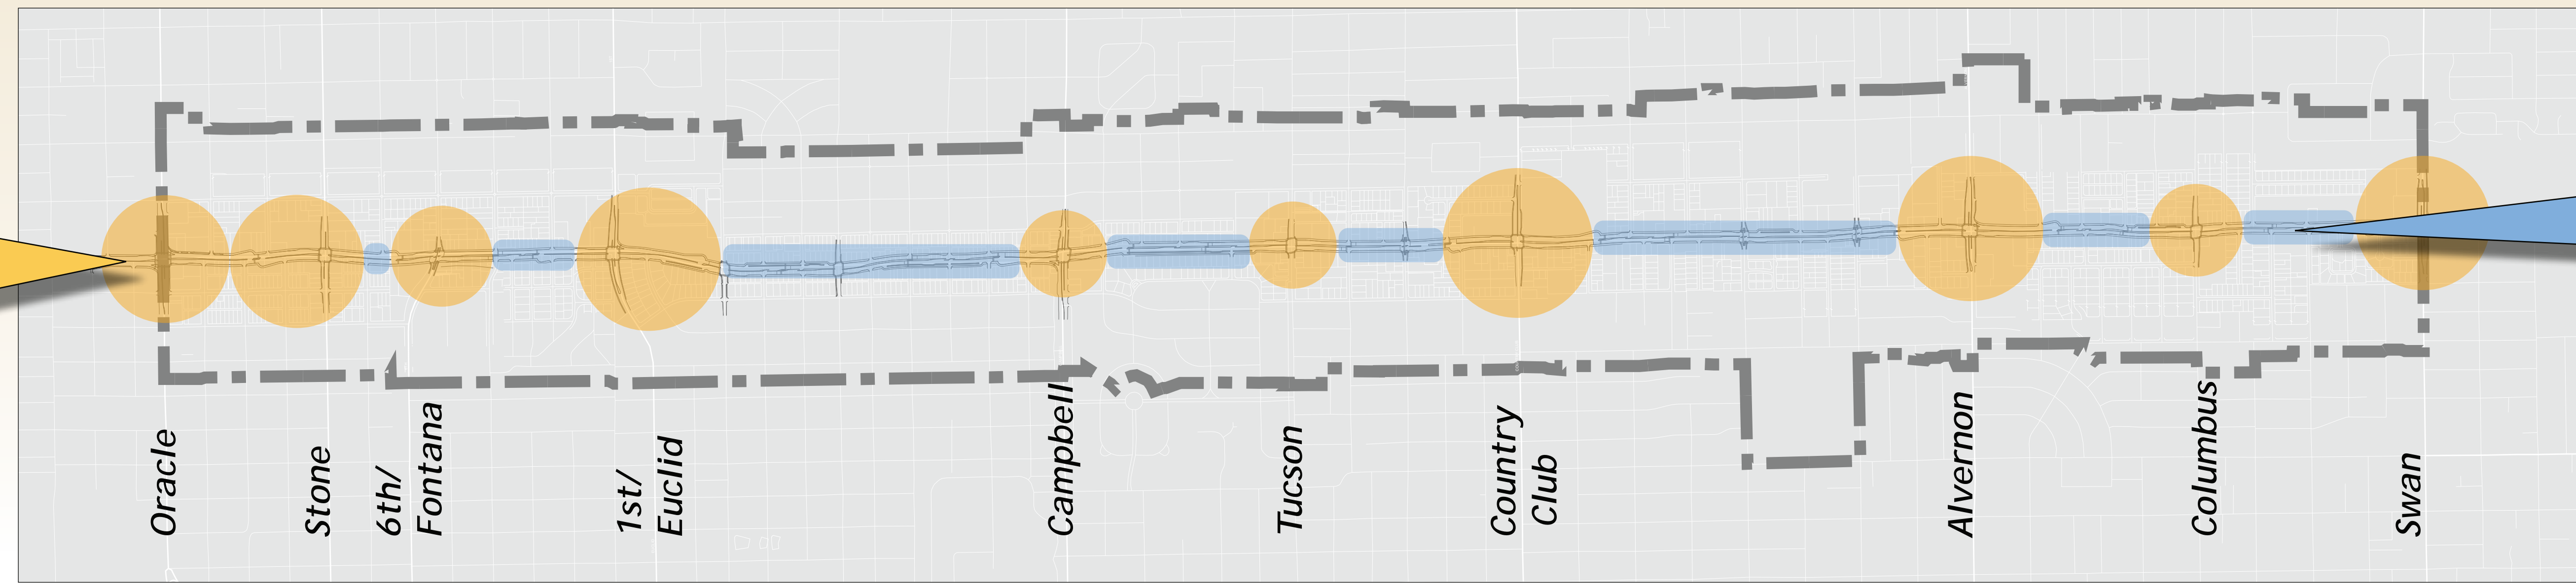 Oracle
Stone
6th/
Fontana
1st/
Euclid
Campbell
Tucson
Country
Club
Alvernon
Columbus
Swan